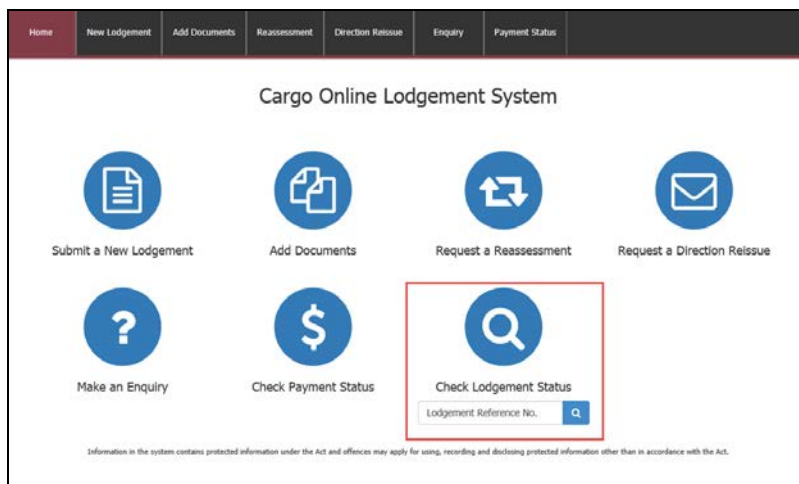 Home New Lodgement Add Documents Reassessment Direction Reissue Enquiry Payment Status
Cargo Online Lodgement System
Submit a New Lodgement Add Documents Request a Reassessment Request a Direction Reissue
?
$
Make an Enquiry Check Payment Status Check Lodgement Status
Lodgement Reference No.
Information in the system contains protected information under the Act and offences may apply for using, recording and disclosing protected information other than in accordance with the Act.